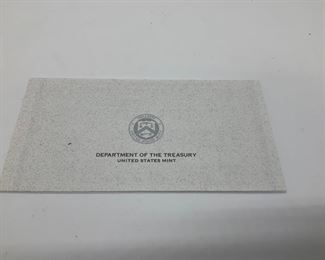 DEPARTMENT OF THE TREASURY
UNITED STATES MINT